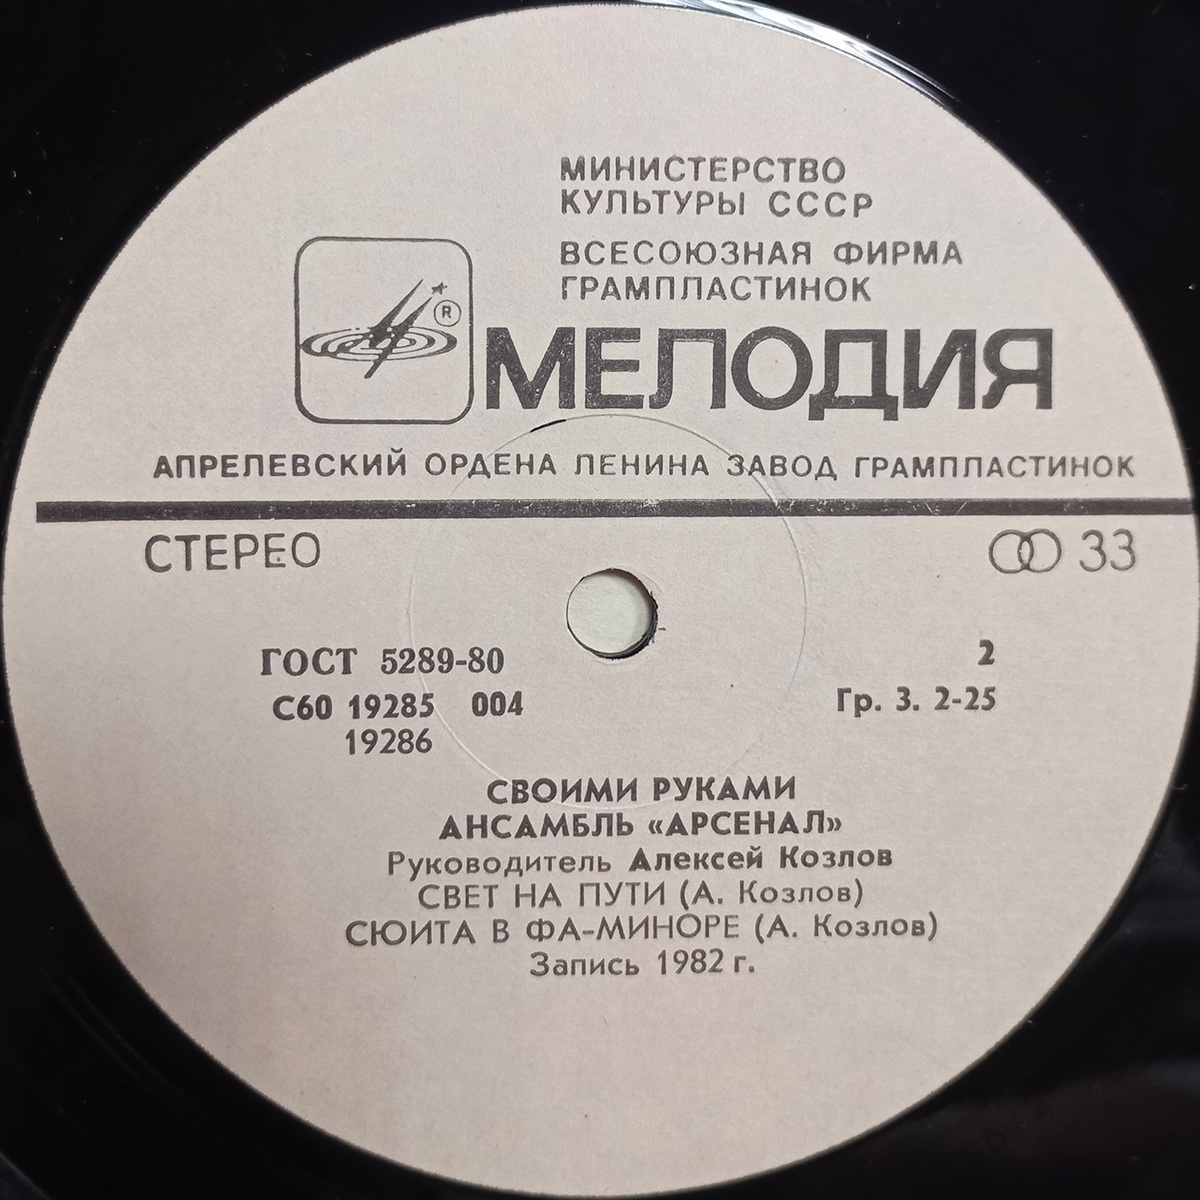 МИНИСТЕРСТВО
КУЛЬТУРЫ СССР
ВСЕСОЮЗНАЯ ФИРМА
ГРАМПЛАСТИНОК
®
МЕЛОДИЯ
АПРЕЛЕВСКИЙ ОРДЕНА ЛЕНИНА ЗАВОД ГРАМПЛАСТИНОК
СТЕРЕО 33
ГОСТ 5289-80 2
С60 19285 004 Гр. 3. 2-25
19286
СВОИМИ РУКАМИ
АНСАМБЛЬ «АРСЕНАЛ»
Руководитель Алексей Козлов
СВЕТ НА ПУТИ (А. Козлов)
СЮИТА В ФА-МИНОРЕ (А. Козлов)
Запись 1982 г.